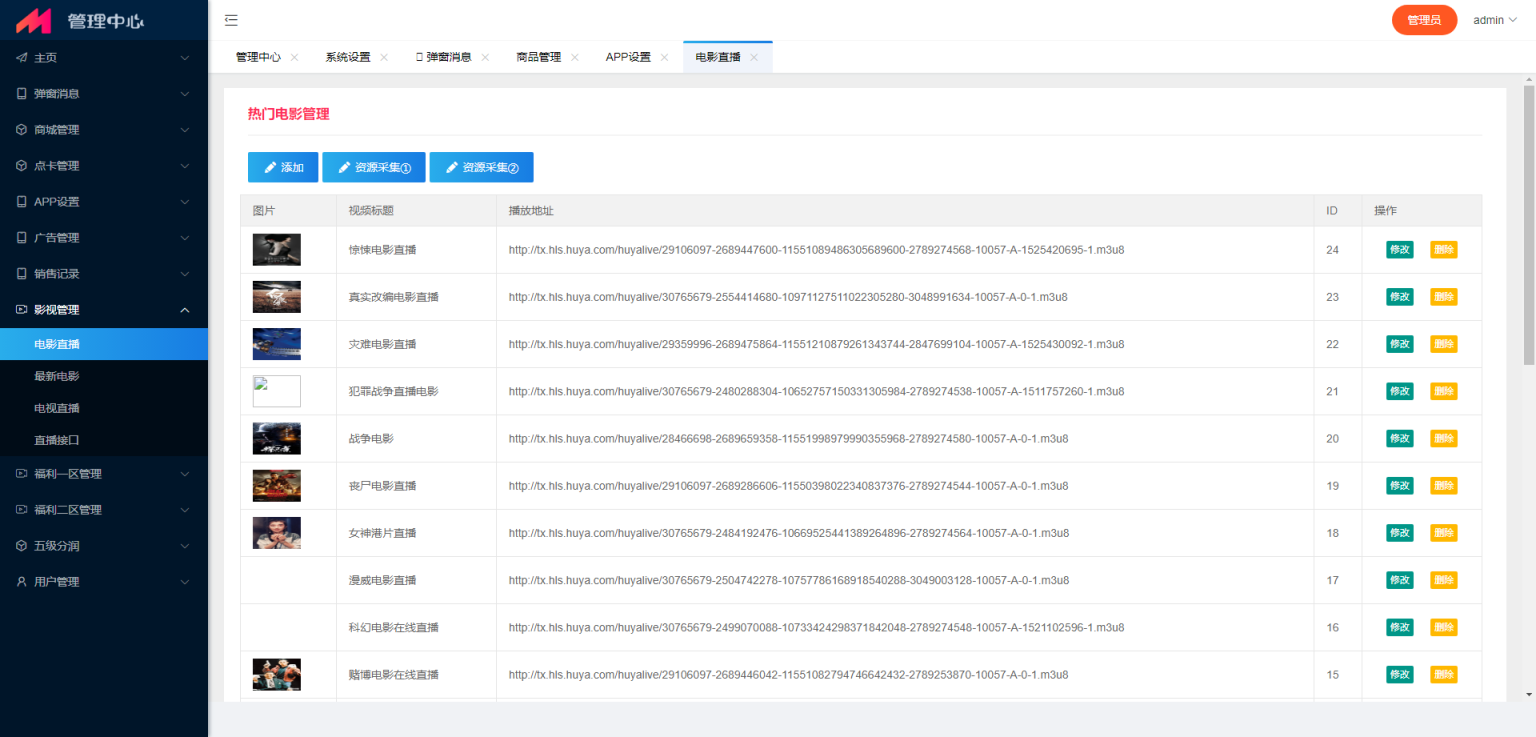 管理中心
管理员
admin
管理中心
系统设置
弹窗消息
商品管理
APP设置
电影直播
主页
弹窗消息
商城管理
点卡管理
APP设置
广告管理
销售记录
影视管理
电影直播
最新电影
电视直播
直播接口
福利一区管理
福利二区管理
五级分润
用户管理
热门电影管理
添加 资源采集① 资源采集②
图片 视频标题 播放地址 ID 操作
惊悚电影直播 http://tx.hls.huya.com/huyalive/29106097-2689447600-11551089486305689600-2789274568-10057-A-1525420695-1.m3u8 24 修改 删除
真实改编电影直播 http://tx.hls.huya.com/huyalive/30765679-2554414680-10971127511022305280-3048991634-10057-A-0-1.m3u8 23 修改 删除
灾难电影直播 http://tx.hls.huya.com/huyalive/29359996-2689475864-11551210879261343744-2847699104-10057-A-1525430092-1.m3u8 22 修改 删除
犯罪战争直播电影 http://tx.hls.huya.com/huyalive/30765679-2480288304-10652757150331305984-2789274538-10057-A-1511757260-1.m3u8 21 修改 删除
战争电影 http://tx.hls.huya.com/huyalive/28466698-2689659358-11551998979990355968-2789274580-10057-A-0-1.m3u8 20 修改 删除
丧尸电影直播 http://tx.hls.huya.com/huyalive/29106097-2689286606-11550398022340837376-2789274544-10057-A-0-1.m3u8 19 修改 删除
女神港片直播 http://tx.hls.huya.com/huyalive/30765679-2484192476-10669525441389264896-2789274564-10057-A-0-1.m3u8 18 修改 删除
漫威电影直播 http://tx.hls.huya.com/huyalive/30765679-2504742278-10757786168918540288-3049003128-10057-A-0-1.m3u8 17 修改 删除
科幻电影在线直播 http://tx.hls.huya.com/huyalive/30765679-2499070088-10733424298371842048-2789274548-10057-A-1521102596-1.m3u8 16 修改 删除
赌博电影在线直播 http://tx.hls.huya.com/huyalive/29106097-2689446042-11551082794746642432-2789253870-10057-A-0-1.m3u8 15 修改 删除